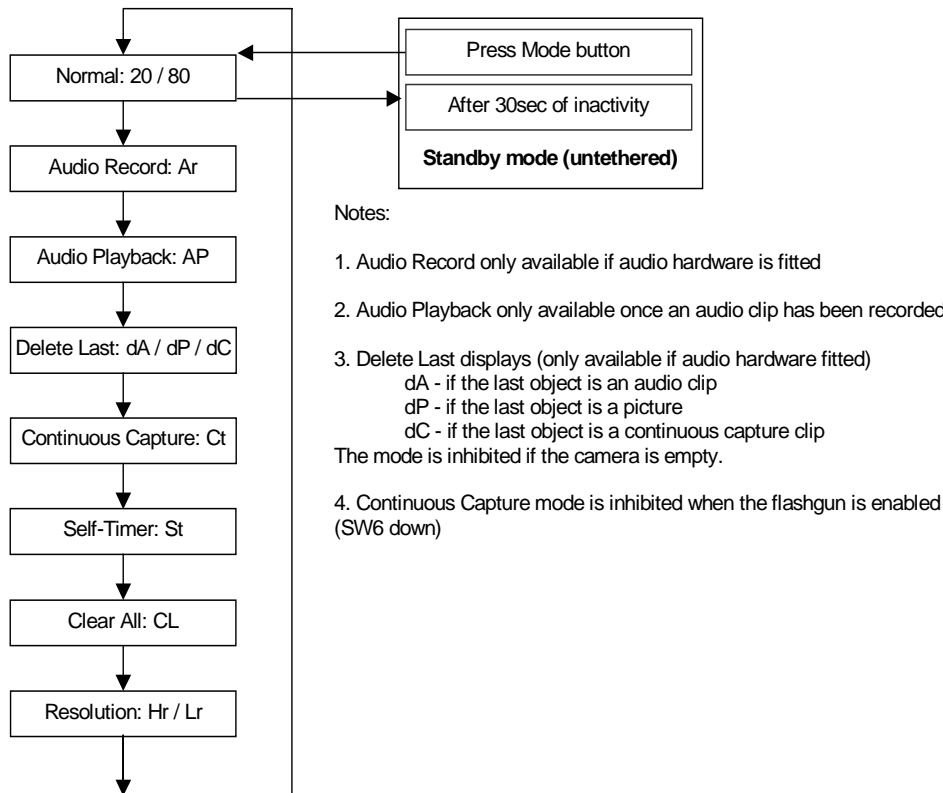 Normal: 20 / 80
Audio Record: Ar
Audio Playback: AP
Delete Last: dA / dP / dC
Continuous Capture: Ct
Self-Timer: St
Clear All: CL
Resolution: Hr / Lr
Press Mode button
After 30sec of inactivity
Standby mode (untethered)
Notes:
1. Audio Record only available if audio hardware is fitted
2. Audio Playback only available once an audio clip has been recorded
3. Delete Last displays (only available if audio hardware fitted)
dA - if the last object is an audio clip
dP - if the last object is a picture
dC - if the last object is a continuous capture clip
The mode is inhibited if the camera is empty.
4. Continuous Capture mode is inhibited when the flashgun is enabled
(SW6 down)